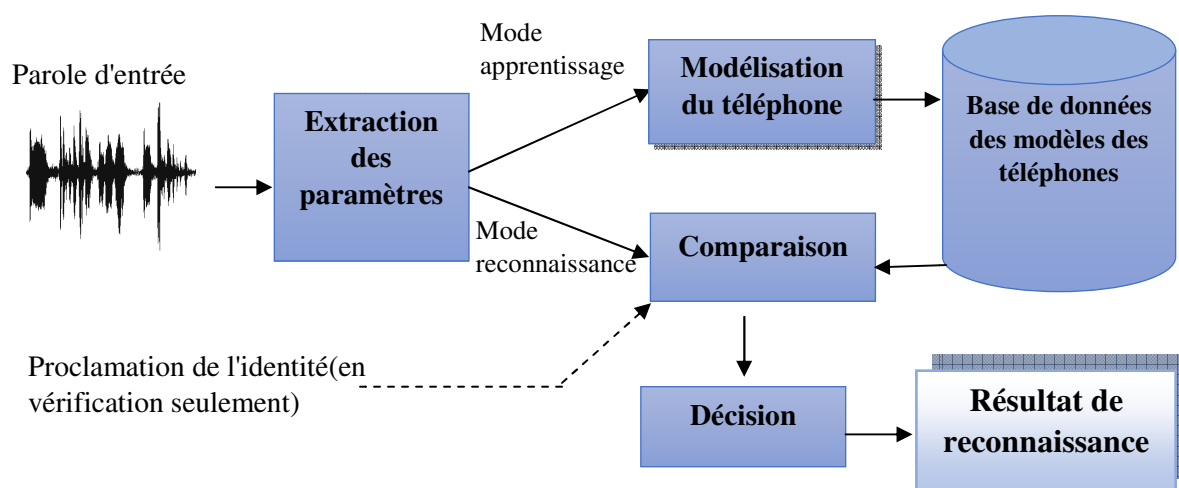 Parole d'entrée
Extraction
des
paramètres
Mode
apprentissage
Modélisation
du téléphone
Base de données
des modèles des
téléphones
Mode
reconnaissance
Comparaison
Proclamation de l'identité(en
vérification seulement)
Décision
Résultat de
reconnaissance